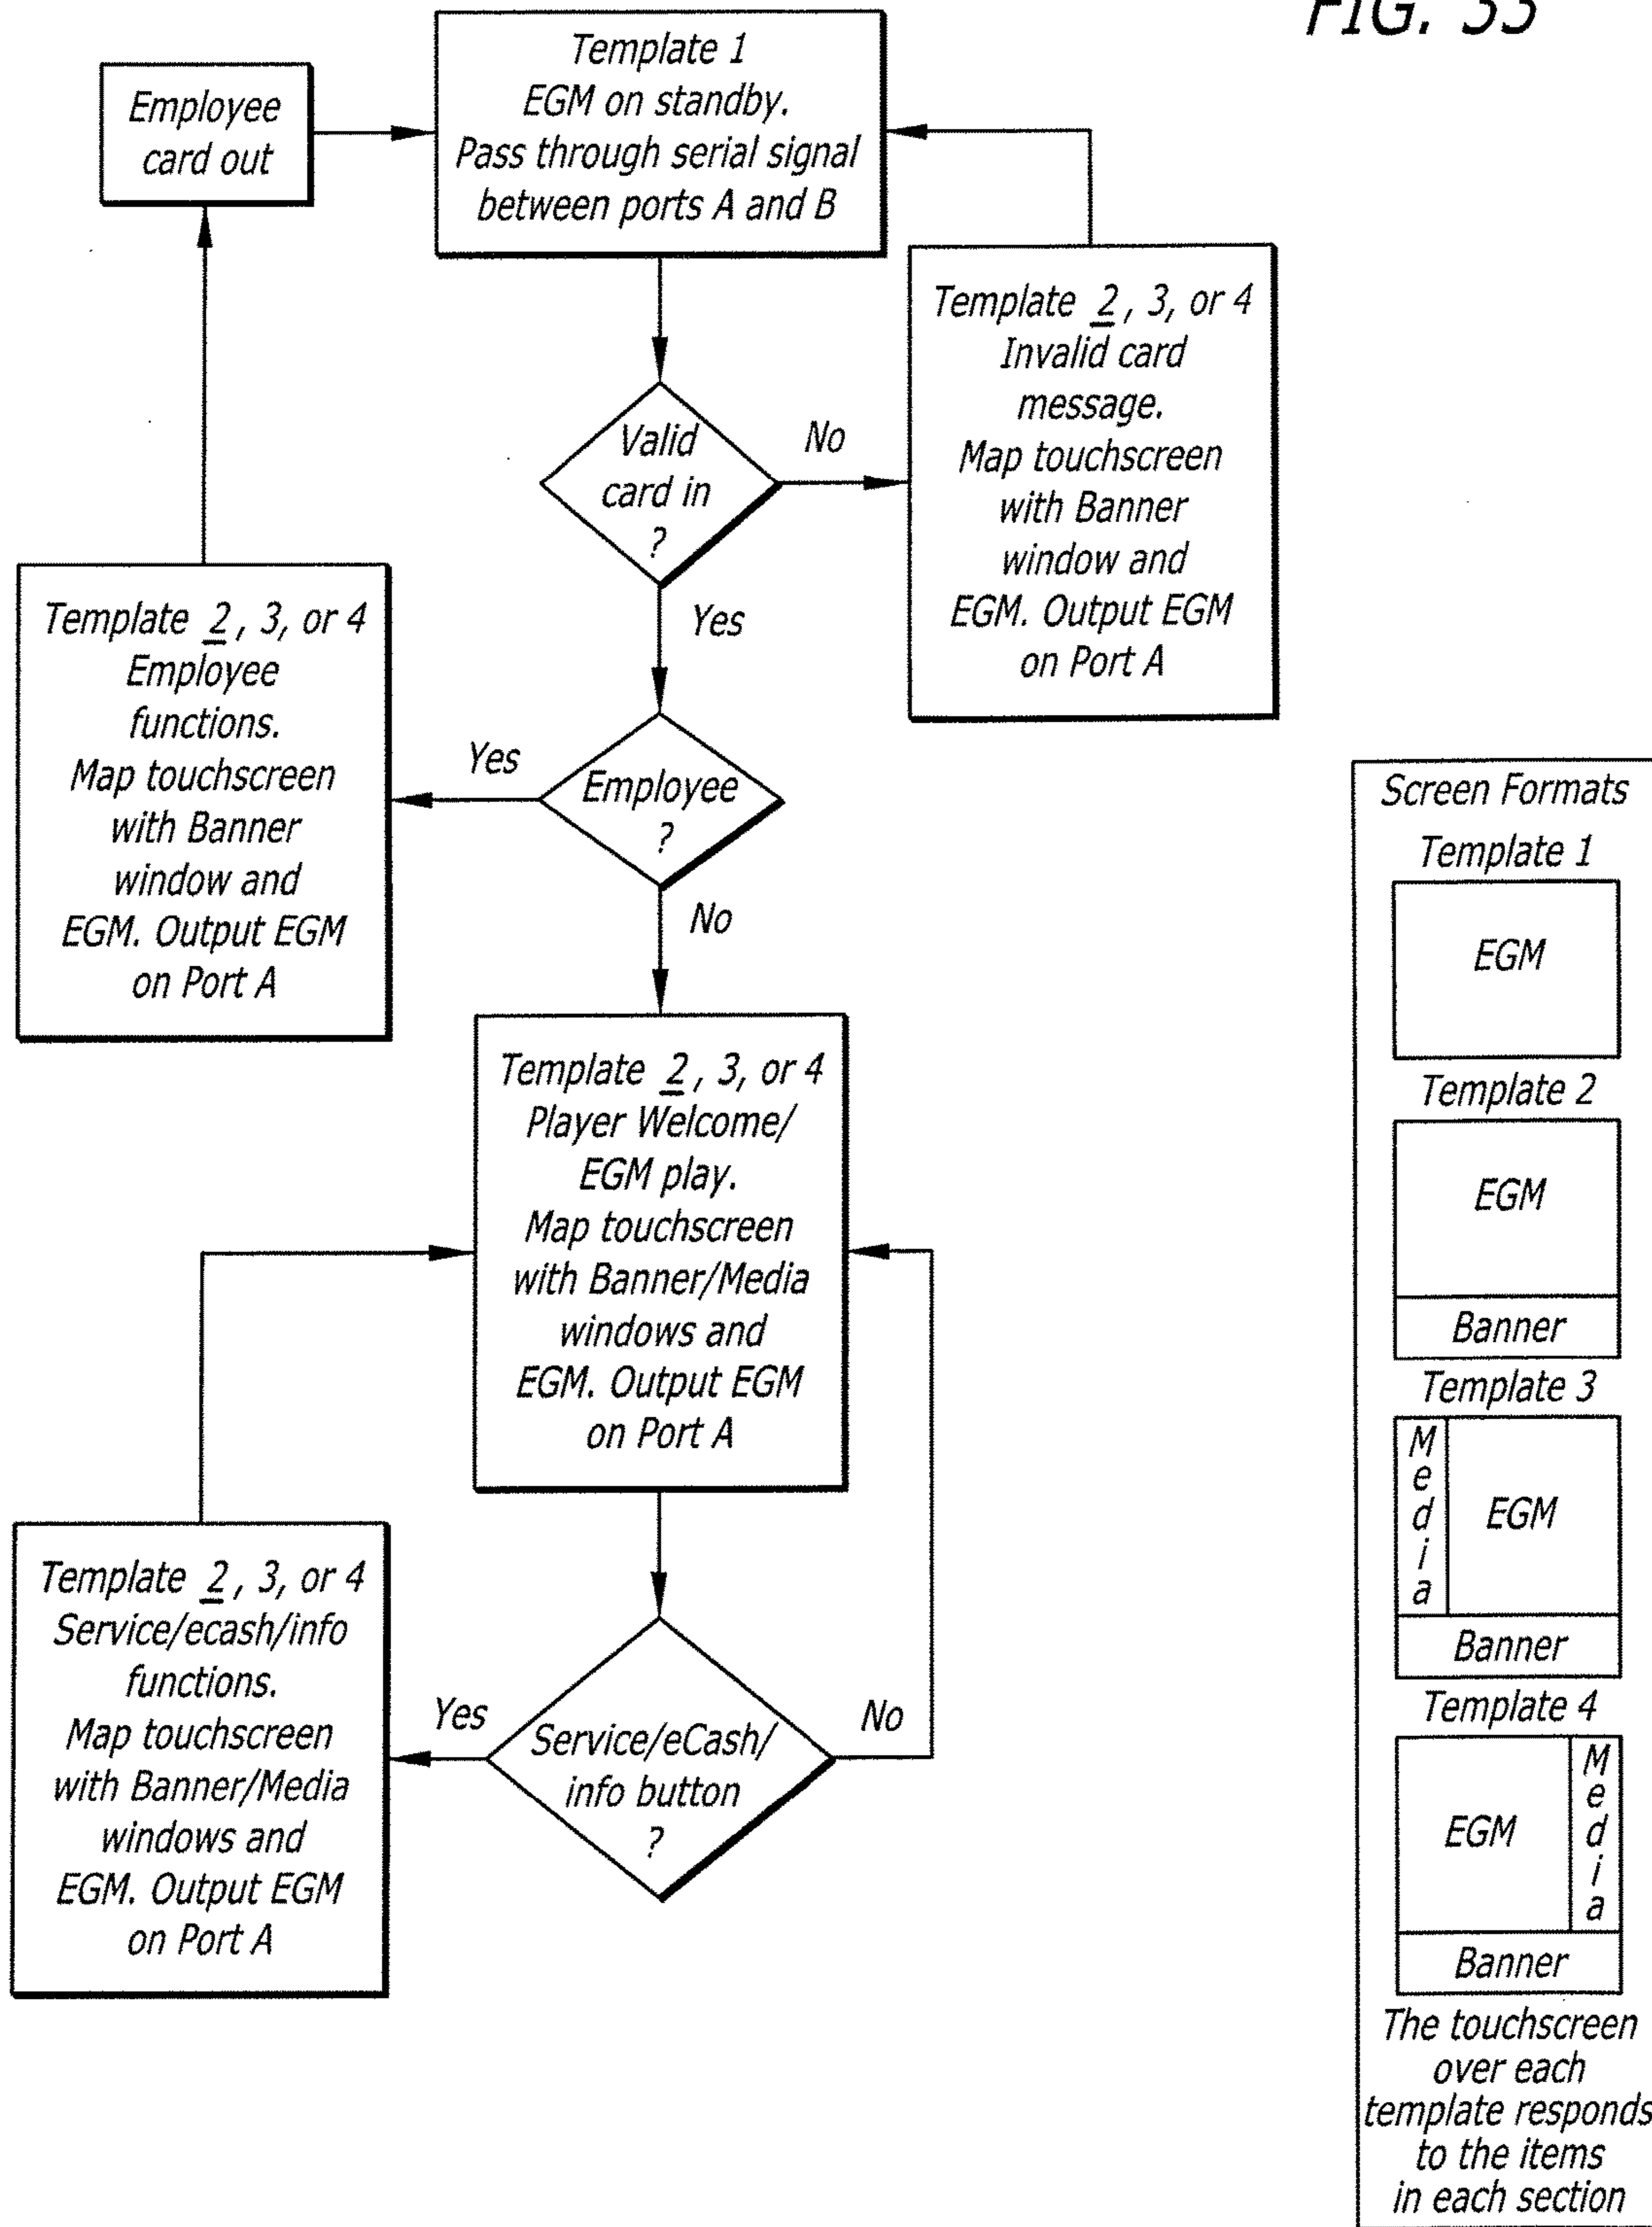 FIG. 33
Employee
card out
Template 1
EGM on standby.
Pass through serial signal
between ports A and B
Template 2, 3, or 4
Invalid card
message.
Map touchscreen
with Banner
window and
EGM. Output EGM
on Port A
Valid
card in
?
No
Yes
Template 2, 3, or 4
Employee
functions.
Map touchscreen
with Banner
window and
EGM. Output EGM
on Port A
Yes
Employee
?
No
Template 2, 3, or 4
Player Welcome/
EGM play.
Map touchscreen
with Banner/Media
windows and
EGM. Output EGM
on Port A
Template 2, 3, or 4
Service/ecash/info
functions.
Map touchscreen
with Banner/Media
windows and
EGM. Output EGM
on Port A
Yes
Service/eCash/
info button
?
No
Screen Formats
Template 1
EGM
Template 2
EGM
Banner
Template 3
Media
EGM
Banner
Template 4
EGM
Media
Banner
The touchscreen
over each
template responds
to the items
in each section